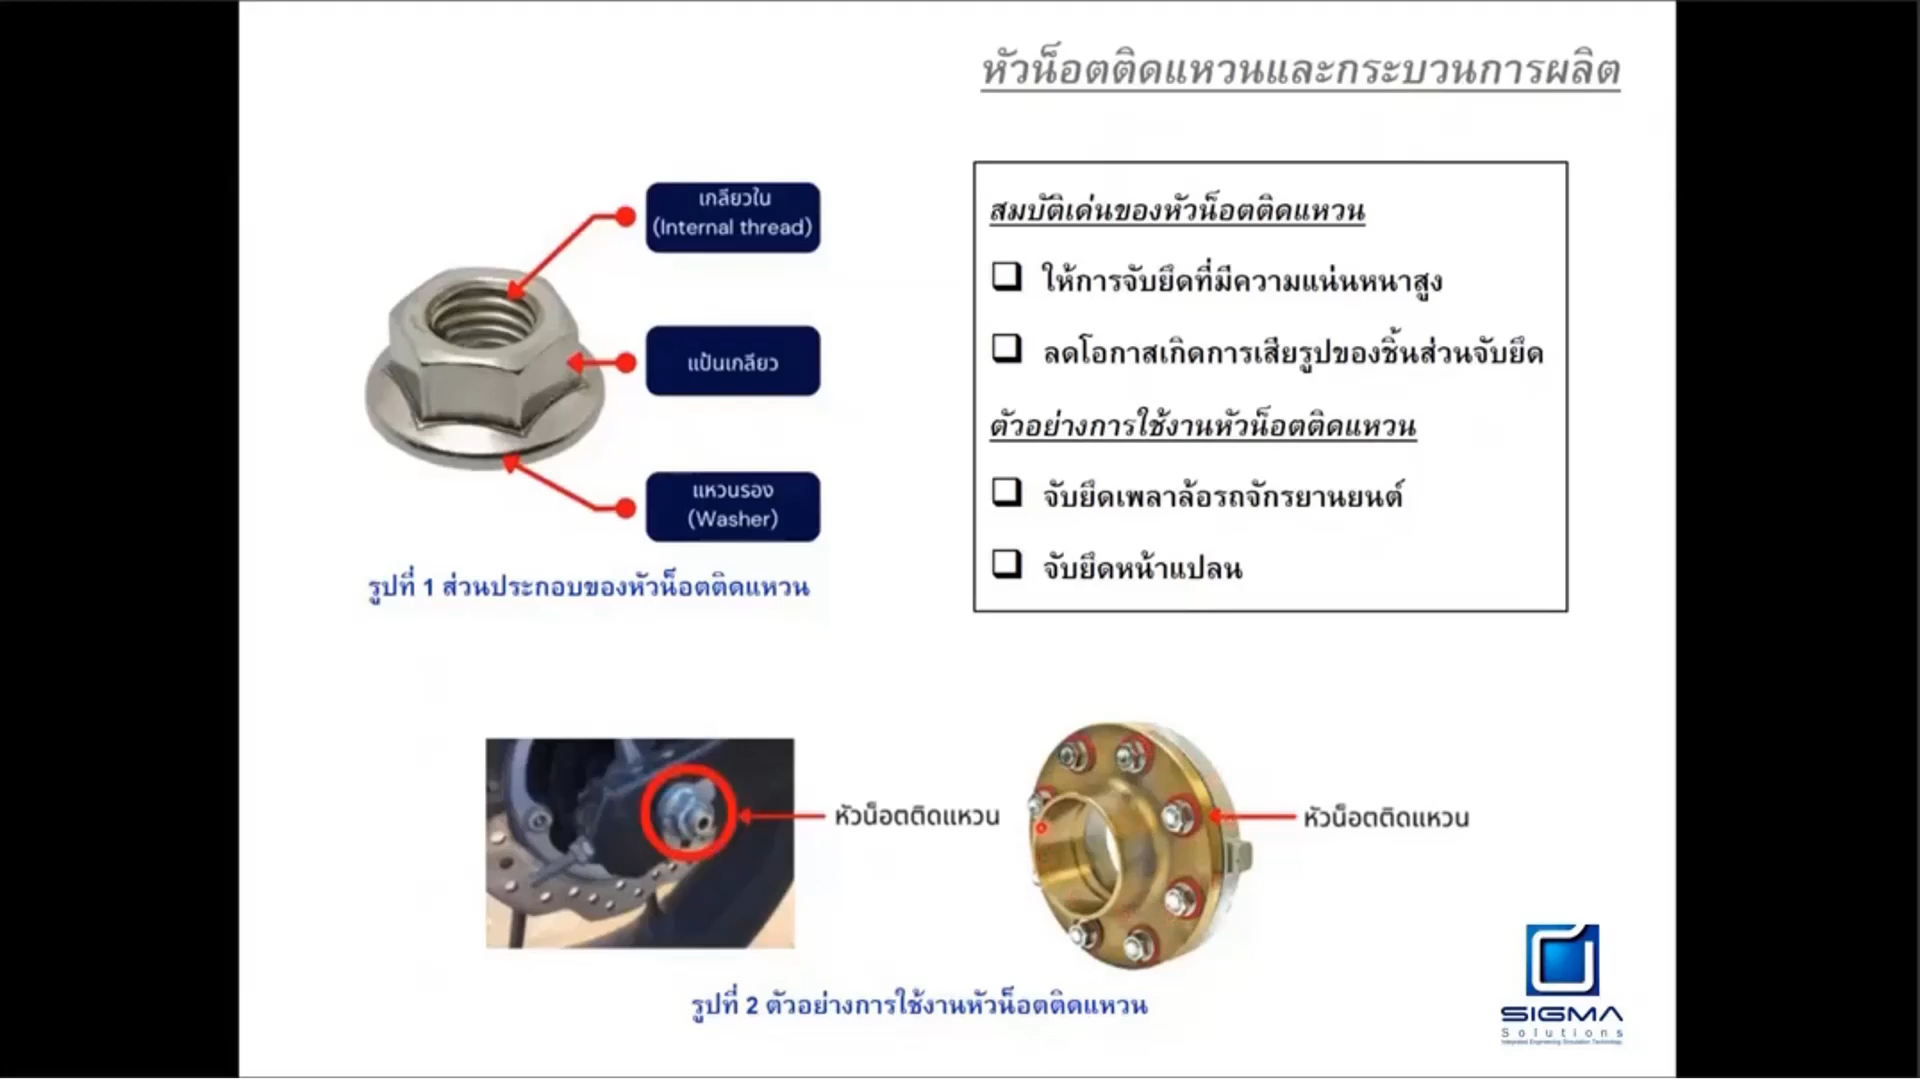 หัวน็อตติดแหวนและกระบวนการผลิต
เกลียวใน
(Internal thread)
แป้นเกลียว
แหวนรอง
(Washer)
รูปที่ 1 ส่วนประกอบของหัวน็อตติดแหวน
สมบัติเด่นของหัวน็อตติดแหวน
ให้การจับยึดที่มีความแน่นหนาสูง
ลดโอกาสเกิดการเสียรูปของชิ้นส่วนจับยึด
ตัวอย่างการใช้งานหัวน็อตติดแหวน
จับยึดเพลาล้อรถจักรยานยนต์
จับยึดหน้าแปลน
หัวน็อตติดแหวน
หัวน็อตติดแหวน
รูปที่ 2 ตัวอย่างการใช้งานหัวน็อตติดแหวน
SIGMA
Solutions
Integrated Engineering Simulation Technology